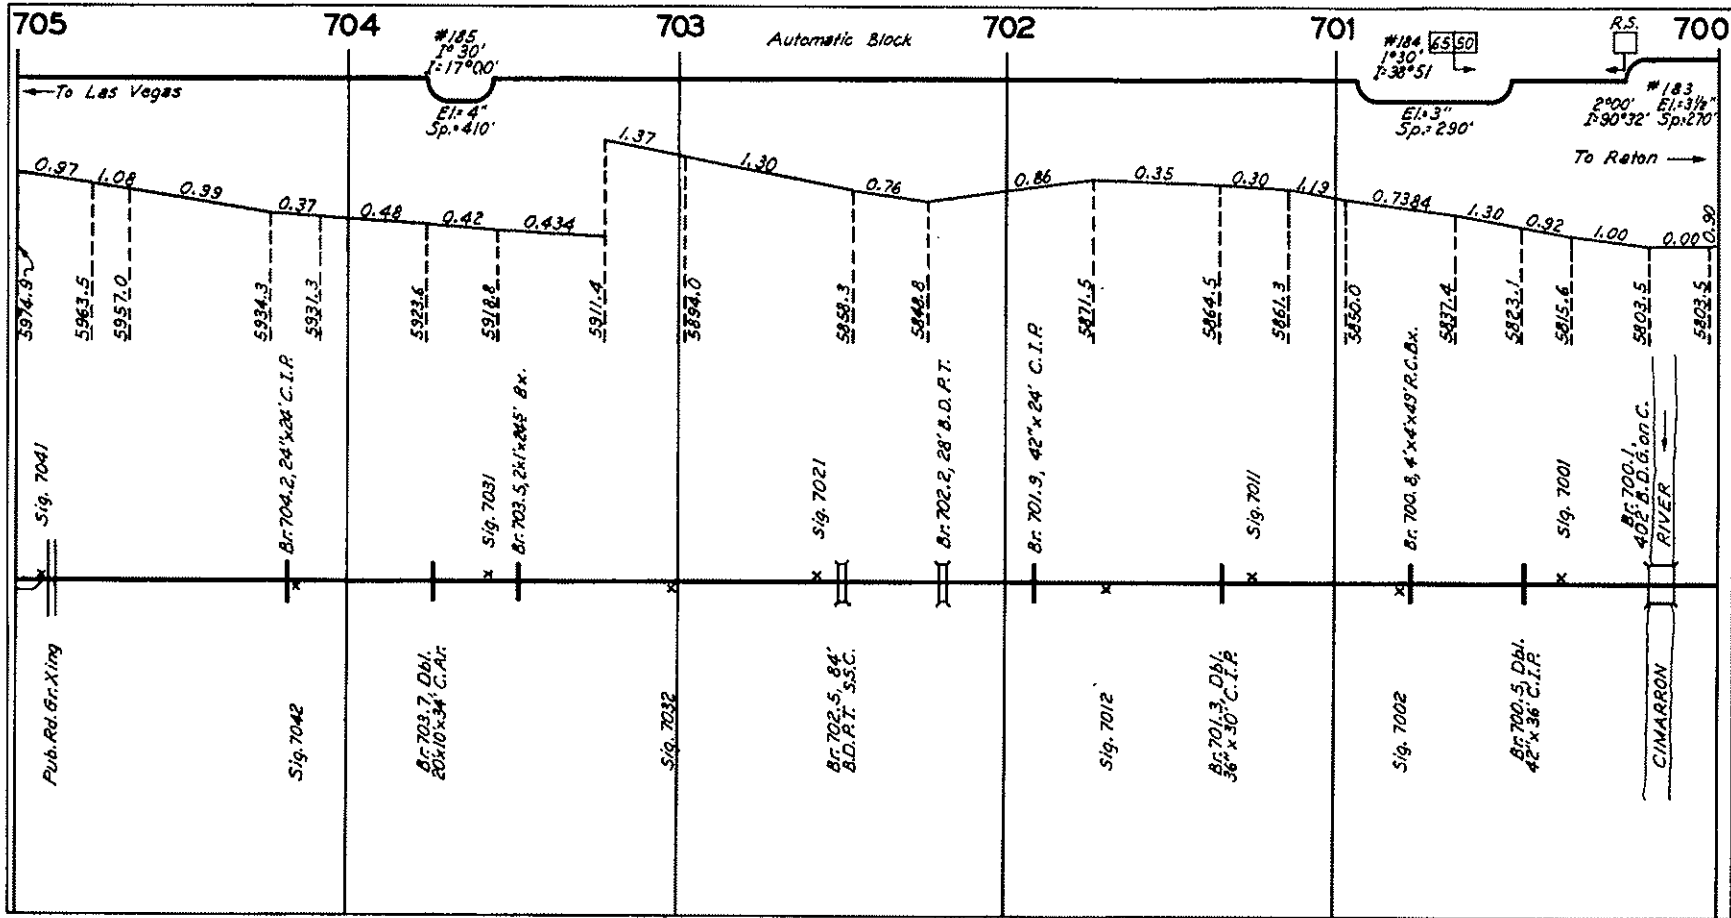 705
704
703
702
701
700
#185
1° 30'
I=17°00'
Automatic Block
#184
1°30'
I=38°51
65 50
R.S.
To Las Vegas
El.=4"
Sp.=410'
El.=3"
Sp.=290'
#183
2°00' El.=3½"
I=90°32' Sp.=270'
To Raton
0.97
1.08
0.99
0.37
0.48
0.42
0.434
1.37
1.30
0.76
0.86
0.35
0.30
1.19
0.7384
1.30
0.92
1.00
0.00
0.90
5974.9
5963.5
5957.0
5934.3
5931.3
5923.6
5918.8
5911.4
5894.0
5858.3
5848.8
5871.5
5864.5
5861.3
5850.0
5837.4
5823.1
5815.6
5803.5
5803.5
Sig. 7041
Br. 704.2, 24"x24' C.I.P.
Sig. 7031
Br. 703.5, 2'x1'x24.5' Bx.
Sig. 7021
Br. 702.2, 28' B.D.P.T.
Br. 701.9, 42"x 24' C.I.P.
Sig. 7011
Br. 700.8, 4'x4'x49' R.C.Bx.
Sig. 7001
Br. 700.1,
402' B.D.G. on C.
RIVER
Pub. Rd. Gr. Xing
Sig. 7042
Br. 703.7, Dbl.
20'x10'x34' C.Ar.
Sig. 7032
Br. 702.5, 84'
B.D.P.T. S.S.C.
Sig. 7012
Br. 701.3, Dbl.
36" x 30' C.I.P.
Sig. 7002
Br. 700.5, Dbl.
42" x 36' C.I.P.
CIMARRON